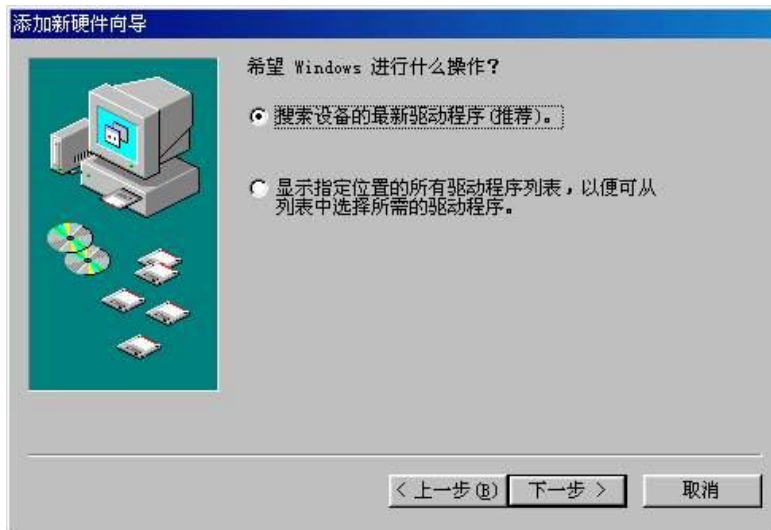 添加新硬件向导
希望 Windows 进行什么操作?
搜索设备的最新驱动程序(推荐)。
显示指定位置的所有驱动程序列表，以便可从
列表中选择所需的驱动程序。
< 上一步(B) 下一步 > 取消